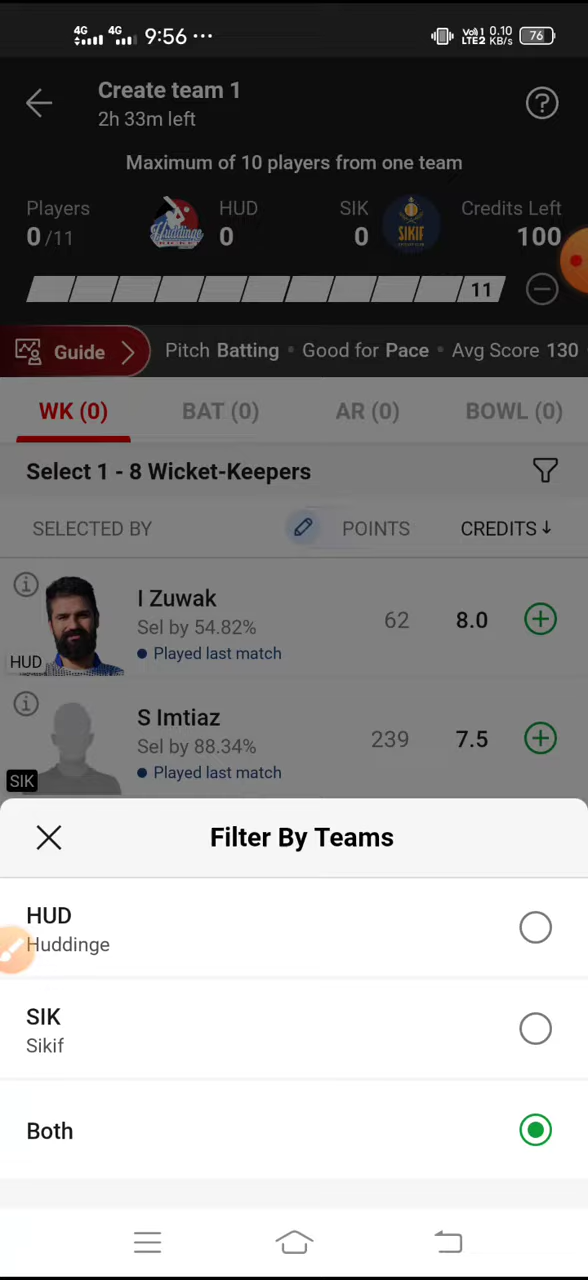 4G 4G 9:56 ...
Vo) 1 LTE2 0.10 KB/s 76
Create team 1
2h 33m left
Maximum of 10 players from one team
Players HUD SIK Credits Left
0/11 0 0 100
Huddinge
SIKIF
11
Guide Pitch Batting • Good for Pace • Avg Score 130
WK (0) BAT (0) AR (0) BOWL (0)
Select 1 - 8 Wicket-Keepers
SELECTED BY POINTS CREDITS↓
I Zuwak
Sel by 54.82% 62 8.0
• Played last match
HUD
S Imtiaz
Sel by 88.34% 239 7.5
• Played last match
SIK
Filter By Teams
HUD
Huddinge
SIK
Sikif
Both